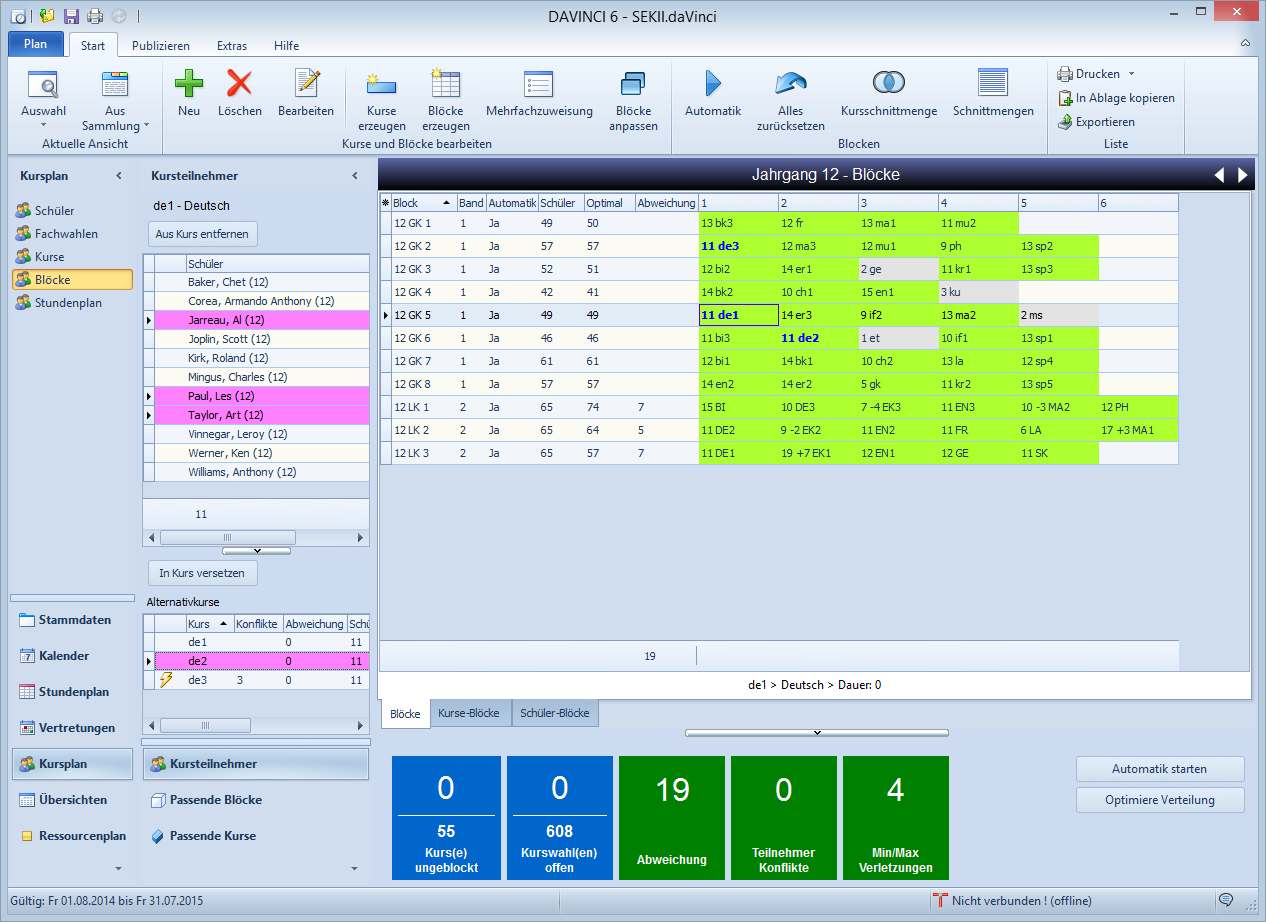 DAVINCI 6 - SEKII.daVinci
Plan Start Publizieren Extras Hilfe
Auswahl
Aus Sammlung
Aktuelle Ansicht
Neu
Löschen
Bearbeiten
Kurse erzeugen
Blöcke erzeugen
Mehrfachzuweisung
Blöcke anpassen
Kurse und Blöcke bearbeiten
Automatik
Alles zurücksetzen
Kursschnittmenge
Schnittmengen
Blocken
Drucken
In Ablage kopieren
Exportieren
Liste
Kursplan
Schüler
Fachwahlen
Kurse
Blöcke
Stundenplan
Stammdaten
Kalender
Stundenplan
Vertretungen
Kursplan
Übersichten
Ressourcenplan
Kursteilnehmer
de1 - Deutsch
Aus Kurs entfernen
Schüler
Baker, Chet (12)
Corea, Armando Anthony (12)
Jarreau, Al (12)
Joplin, Scott (12)
Kirk, Roland (12)
Mingus, Charles (12)
Paul, Les (12)
Taylor, Art (12)
Vinnegar, Leroy (12)
Werner, Ken (12)
Williams, Anthony (12)
11
In Kurs versetzen
Alternativkurse
Kurs Konflikte Abweichung Schü
de1 0 11
de2 0 11
de3 3 0 11
Kursteilnehmer
Passende Blöcke
Passende Kurse
Jahrgang 12 - Blöcke
Block Band Automatik Schüler Optimal Abweichung 1 2 3 4 5 6
12 GK 1 1 Ja 49 50 13 bk3 12 fr 13 ma1 11 mu2
12 GK 2 1 Ja 57 57 11 de3 12 ma3 12 mu1 9 ph 13 sp2
12 GK 3 1 Ja 52 51 12 bi2 14 er1 2 ge 11 kr1 13 sp3
12 GK 4 1 Ja 42 41 14 bk2 10 ch1 15 en1 3 ku
12 GK 5 1 Ja 49 49 11 de1 14 er3 9 if2 13 ma2 2 ms
12 GK 6 1 Ja 46 46 11 bi3 11 de2 1 et 10 if1 13 sp1
12 GK 7 1 Ja 61 61 12 bi1 14 bk1 10 ch2 13 la 12 sp4
12 GK 8 1 Ja 57 57 14 en2 14 er2 5 gk 11 kr2 13 sp5
12 LK 1 2 Ja 65 74 7 15 BI 10 DE3 7 -4 EK3 11 EN3 10 -3 MA2 12 PH
12 LK 2 2 Ja 65 64 5 11 DE2 9 -2 EK2 11 EN2 11 FR 6 LA 17 +3 MA1
12 LK 3 2 Ja 65 57 7 11 DE1 19 +7 EK1 12 EN1 12 GE 11 SK
19
de1 > Deutsch > Dauer: 0
Blöcke Kurse-Blöcke Schüler-Blöcke
0
55
Kurs(e)
ungeblockt
0
608
Kurswahl(en)
offen
19
Abweichung
0
Teilnehmer
Konflikte
4
Min/Max
Verletzungen
Automatik starten
Optimiere Verteilung
Gültig: Fr 01.08.2014 bis Fr 31.07.2015
Nicht verbunden ! (offline)